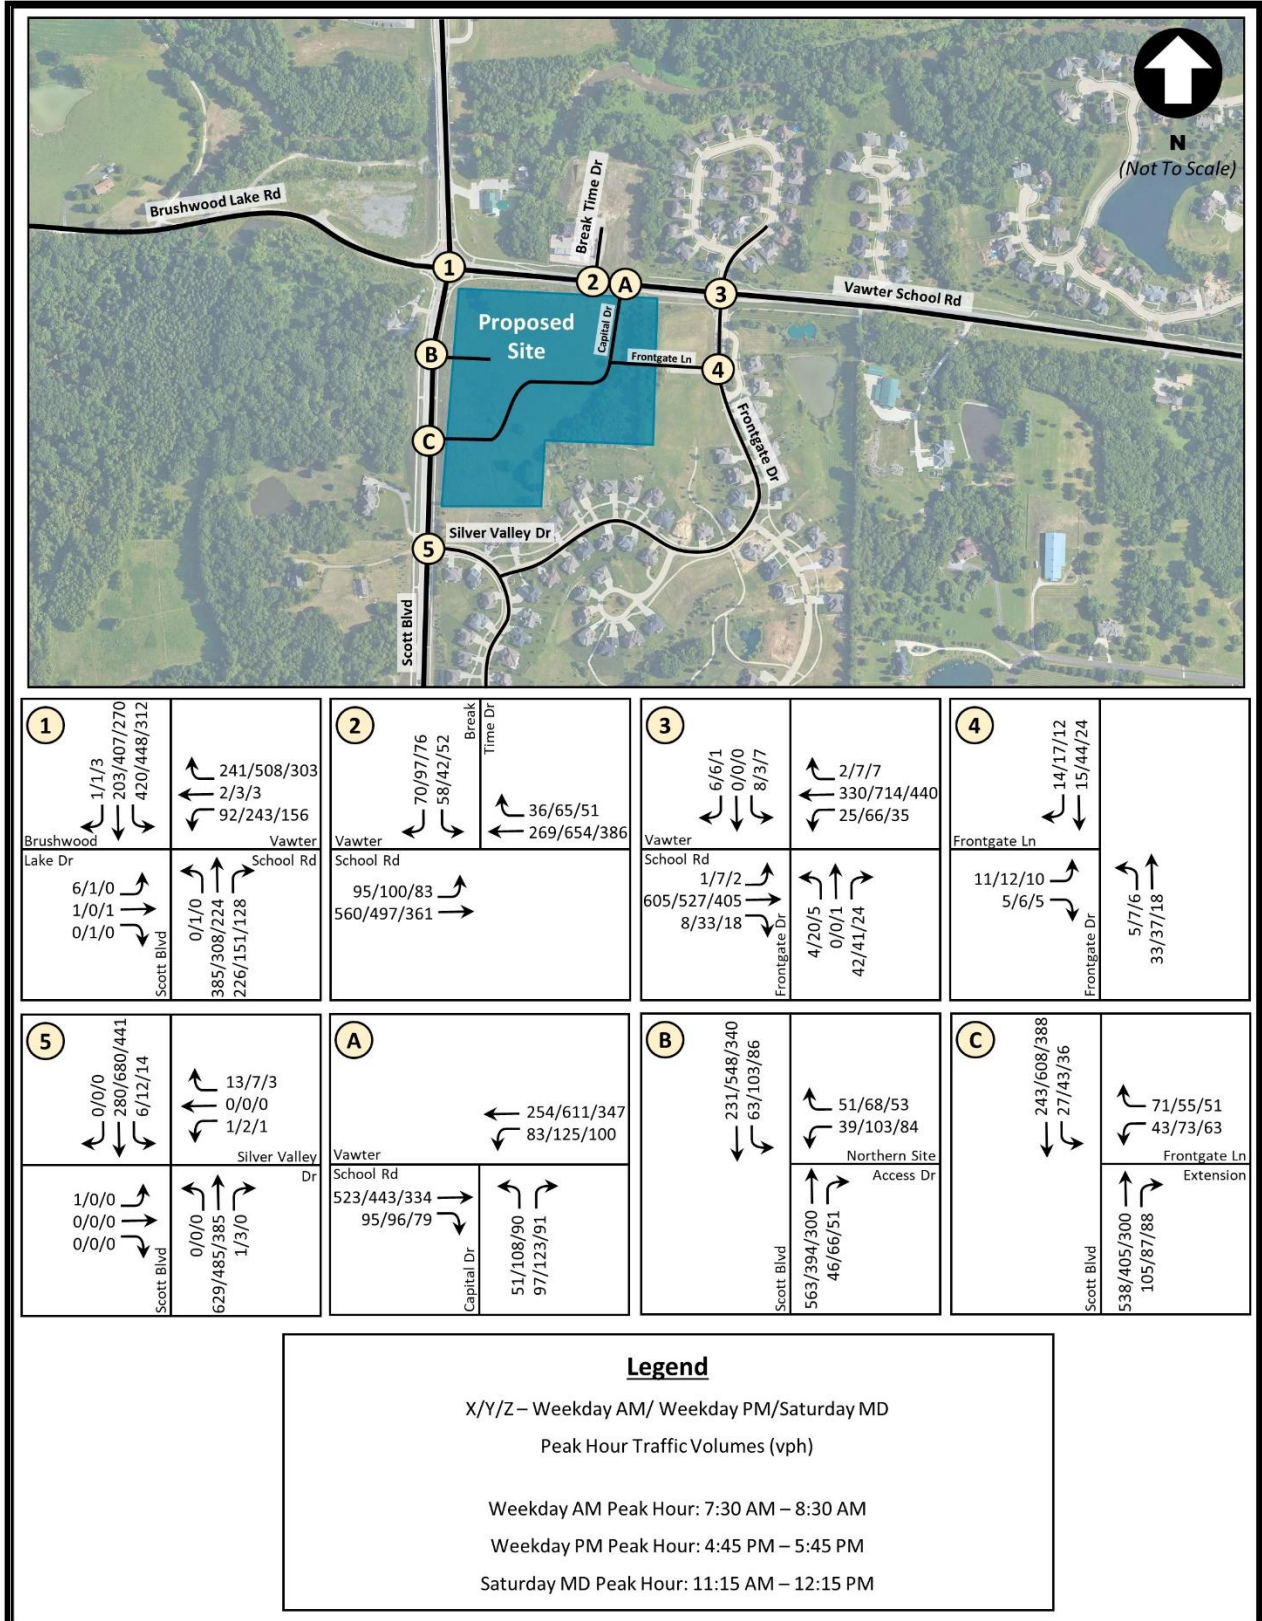 N
(Not To Scale)
Brushwood Lake Rd
Break Time Dr
1
2
A
3
Vawter School Rd
Proposed
Site
Capital Dr
B
Frontgate Ln
4
C
Frontgate Dr
Silver Valley Dr
5
Scott Blvd
1
1/1/3
203/407/270
420/448/312
241/508/303
2/3/3
92/243/156
Brushwood
Vawter
Lake Dr
School Rd
6/1/0
1/0/1
0/1/0
Scott Blvd
0/1/0
385/308/224
226/151/128
2
Break
Time Dr
70/97/76
58/42/52
36/65/51
269/654/386
Vawter
School Rd
95/100/83
560/497/361
3
6/6/1
0/0/0
8/3/7
2/7/7
330/714/440
25/66/35
Vawter
School Rd
1/7/2
605/527/405
8/33/18
Frontgate Dr
4/20/5
0/0/1
42/41/24
4
14/17/12
15/44/24
Frontgate Ln
11/12/10
5/6/5
Frontgate Dr
5/7/6
33/37/18
5
0/0/0
280/680/441
6/12/14
13/7/3
0/0/0
1/2/1
Silver Valley
Dr
1/0/0
0/0/0
0/0/0
Scott Blvd
0/0/0
629/485/385
1/3/0
A
254/611/347
83/125/100
Vawter
School Rd
523/443/334
95/96/79
Capital Dr
51/108/90
97/123/91
B
231/548/340
63/103/86
51/68/53
39/103/84
Northern Site
Access Dr
Scott Blvd
563/394/300
46/66/51
C
243/608/388
27/43/36
71/55/51
43/73/63
Frontgate Ln
Extension
Scott Blvd
538/405/300
105/87/88
Legend
X/Y/Z – Weekday AM/ Weekday PM/Saturday MD
Peak Hour Traffic Volumes (vph)
Weekday AM Peak Hour: 7:30 AM – 8:30 AM
Weekday PM Peak Hour: 4:45 PM – 5:45 PM
Saturday MD Peak Hour: 11:15 AM – 12:15 PM